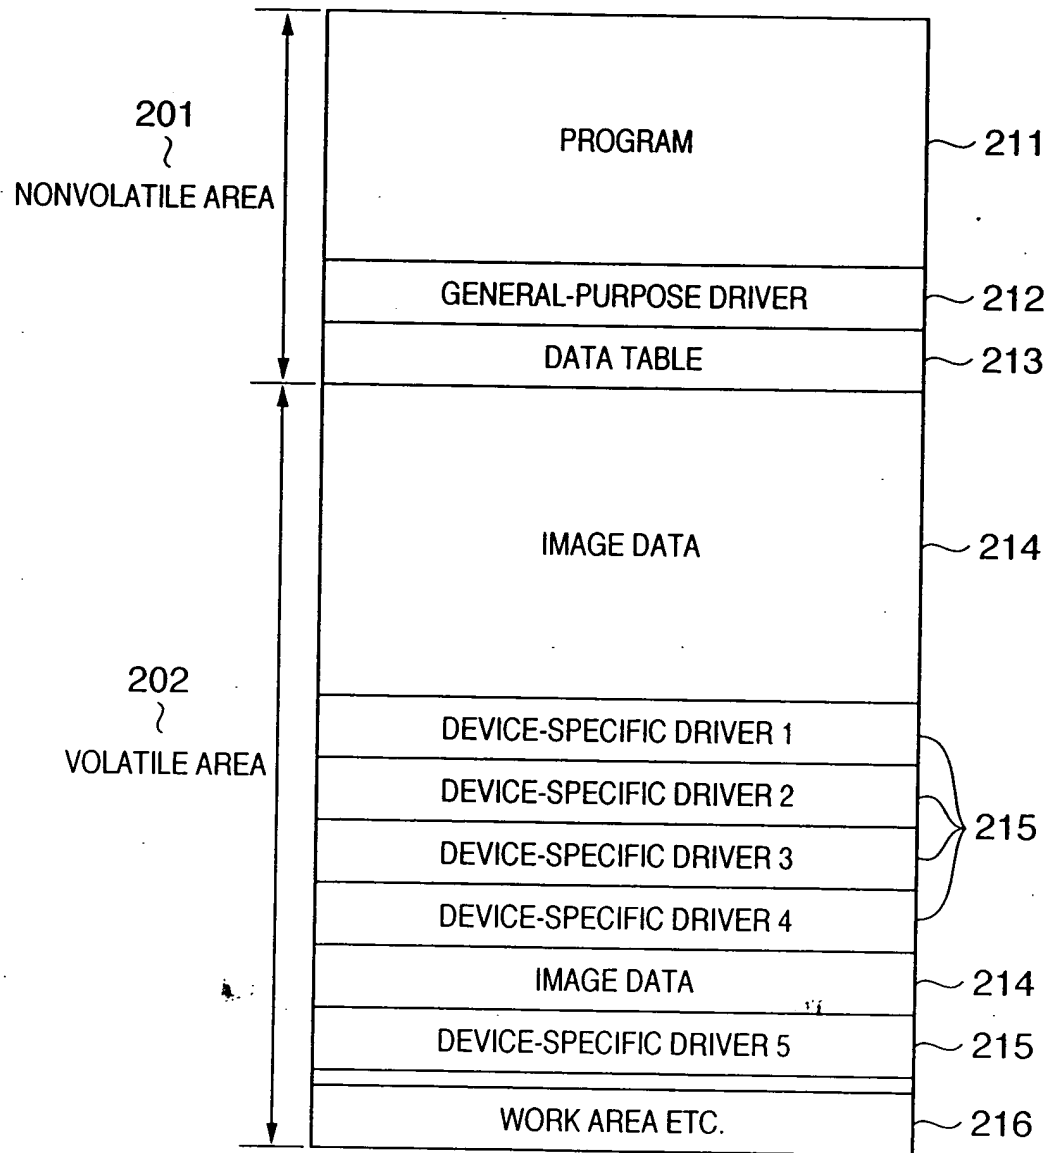 201
NONVOLATILE AREA
PROGRAM
211
GENERAL-PURPOSE DRIVER
212
DATA TABLE
213
IMAGE DATA
214
202
VOLATILE AREA
DEVICE-SPECIFIC DRIVER 1
DEVICE-SPECIFIC DRIVER 2
DEVICE-SPECIFIC DRIVER 3
DEVICE-SPECIFIC DRIVER 4
215
IMAGE DATA
214
DEVICE-SPECIFIC DRIVER 5
215
WORK AREA ETC.
216